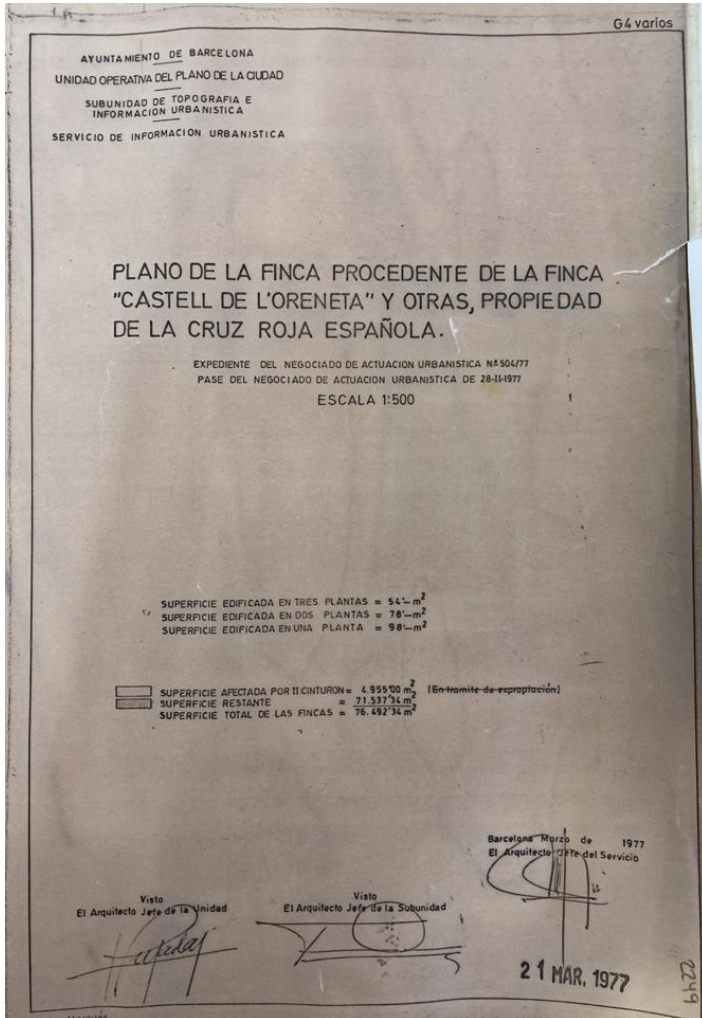 G4 varios
AYUNTAMIENTO DE BARCELONA
UNIDAD OPERATIVA DEL PLANO DE LA CIUDAD
SUBUNIDAD DE TOPOGRAFIA E
INFORMACION URBANISTICA
SERVICIO DE INFORMACION URBANISTICA
PLANO DE LA FINCA PROCEDENTE DE LA FINCA
"CASTELL DE L'ORENETA" Y OTRAS, PROPIEDAD
DE LA CRUZ ROJA ESPAÑOLA.
EXPEDIENTE DEL NEGOCIADO DE ACTUACION URBANISTICA Nº 504/77
PASE DEL NEGOCIADO DE ACTUACION URBANISTICA DE 28-II-1977
ESCALA 1:500
SUPERFICIE EDIFICADA EN TRES PLANTAS = 54'— m²
SUPERFICIE EDIFICADA EN DOS PLANTAS = 78'— m²
SUPERFICIE EDIFICADA EN UNA PLANTA = 98'— m²
SUPERFICIE AFECTADA POR II CINTURON = 4.955'00 m² (En tramite de expropiación)
SUPERFICIE RESTANTE = 71.537'34 m²
SUPERFICIE TOTAL DE LAS FINCAS = 76.492'34 m²
Barcelona Marzo de 1977
El Arquitecto Jefe del Servicio
Visto
El Arquitecto Jefe de la Unidad
Visto
El Arquitecto Jefe de la Subunidad
21 MAR. 1977
2249